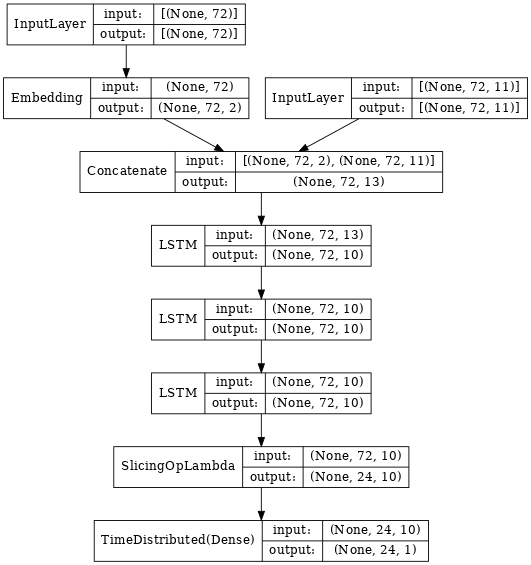 InputLayer input: [(None, 72)]
output: [(None, 72)]
Embedding input: (None, 72)
output: (None, 72, 2)
InputLayer input: [(None, 72, 11)]
output: [(None, 72, 11)]
Concatenate input: [(None, 72, 2), (None, 72, 11)]
output: (None, 72, 13)
LSTM input: (None, 72, 13)
output: (None, 72, 10)
LSTM input: (None, 72, 10)
output: (None, 72, 10)
LSTM input: (None, 72, 10)
output: (None, 72, 10)
SlicingOpLambda input: (None, 72, 10)
output: (None, 24, 10)
TimeDistributed(Dense) input: (None, 24, 10)
output: (None, 24, 1)